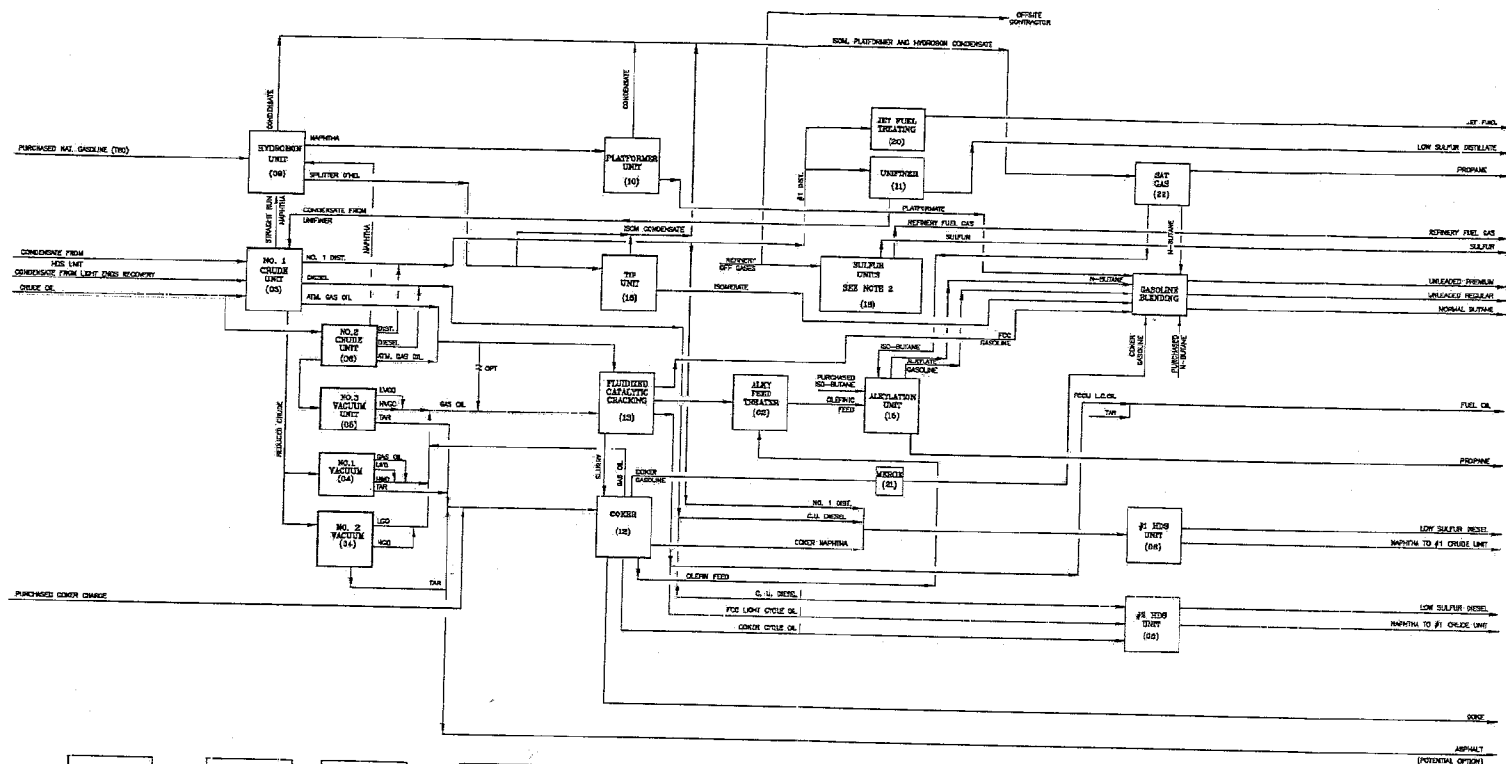 OFFSITE
CONTRACTOR
ISOM, PLATFORMER AND HYDROBON CONDENSATE
CONDENSATE
CONDENSATE
PURCHASED NAT. GASOLINE (TRG)
HYDROBON
UNIT
(09)
NAPHTHA
SPLITTER O'HEL
PLATFORMER
UNIT
(10)
JET FUEL
TREATING
(20)
JET FUEL
#1 DIST.
UNIFINER
(11)
LOW SULFUR DISTILLATE
SAT
GAS
(22)
PROPANE
STRAIGHT RUN
NAPHTHA
CONDENSATE FROM
UNIFINER
NAPHTHA
PLATFORMATE
REFINERY FUEL GAS
SULFUR
N-BUTANE
REFINERY FUEL GAS
SULFUR
ISOM CONDENSATE
CONDENSATE FROM
HDS UNIT
CONDENSATE FROM LIGHT ENDS RECOVERY
CRUDE OIL
NO. 1
CRUDE
UNIT
(03)
NO. 1 DIST.
DIESEL
ATM. GAS OIL
TIP
UNIT
(18)
ISOMERATE
REFINERY
OFF GASES
SULFUR
UNITS
SEE NOTE 2
(19)
N-BUTANE
GASOLINE
BLENDING
UNLEADED PREMIUM
UNLEADED REGULAR
NORMAL BUTANE
NO.2
CRUDE
UNIT
(06)
DIST.
DIESEL
ATM. GAS OIL
OPT
FCC
GASOLINE
ISO-BUTANE
ALKYLATE
GASOLINE
COKER
GASOLINE
PURCHASED
N-BUTANE
REDUCED CRUDE
NO.3
VACUUM
UNIT
(05)
LVGO
HVGO
TAR
GAS OIL
FLUIDIZED
CATALYTIC
CRACKING
(13)
ALKY
FEED
TREATER
(02)
PURCHASED
ISO-BUTANE
OLEFINIC
FEED
ALKYLATION
UNIT
(15)
FCCU L.C.OIL
TAR
FUEL OIL
NO.1
VACUUM
(04)
GAS OIL
TAR
SLURRY
GAS OIL
COKER
GASOLINE
MEROX
(21)
PROPANE
NO. 2
VACUUM
LGO
HGO
TAR
COKER
(12)
NO. 1 DIST.
C.U. DIESEL
COKER NAPHTHA
OLEFIN FEED
#1 HDS
UNIT
LOW SULFUR DIESEL
NAPHTHA TO #1 CRUDE UNIT
PURCHASED COKER CHARGE
C. U. DIESEL
FCC LIGHT CYCLE OIL
COKER CYCLE OIL
HDS
UNIT
LOW SULFUR DIESEL
NAPHTHA TO #1 CRUDE UNIT
COKE
ASPHALT
(POTENTIAL OPTION)